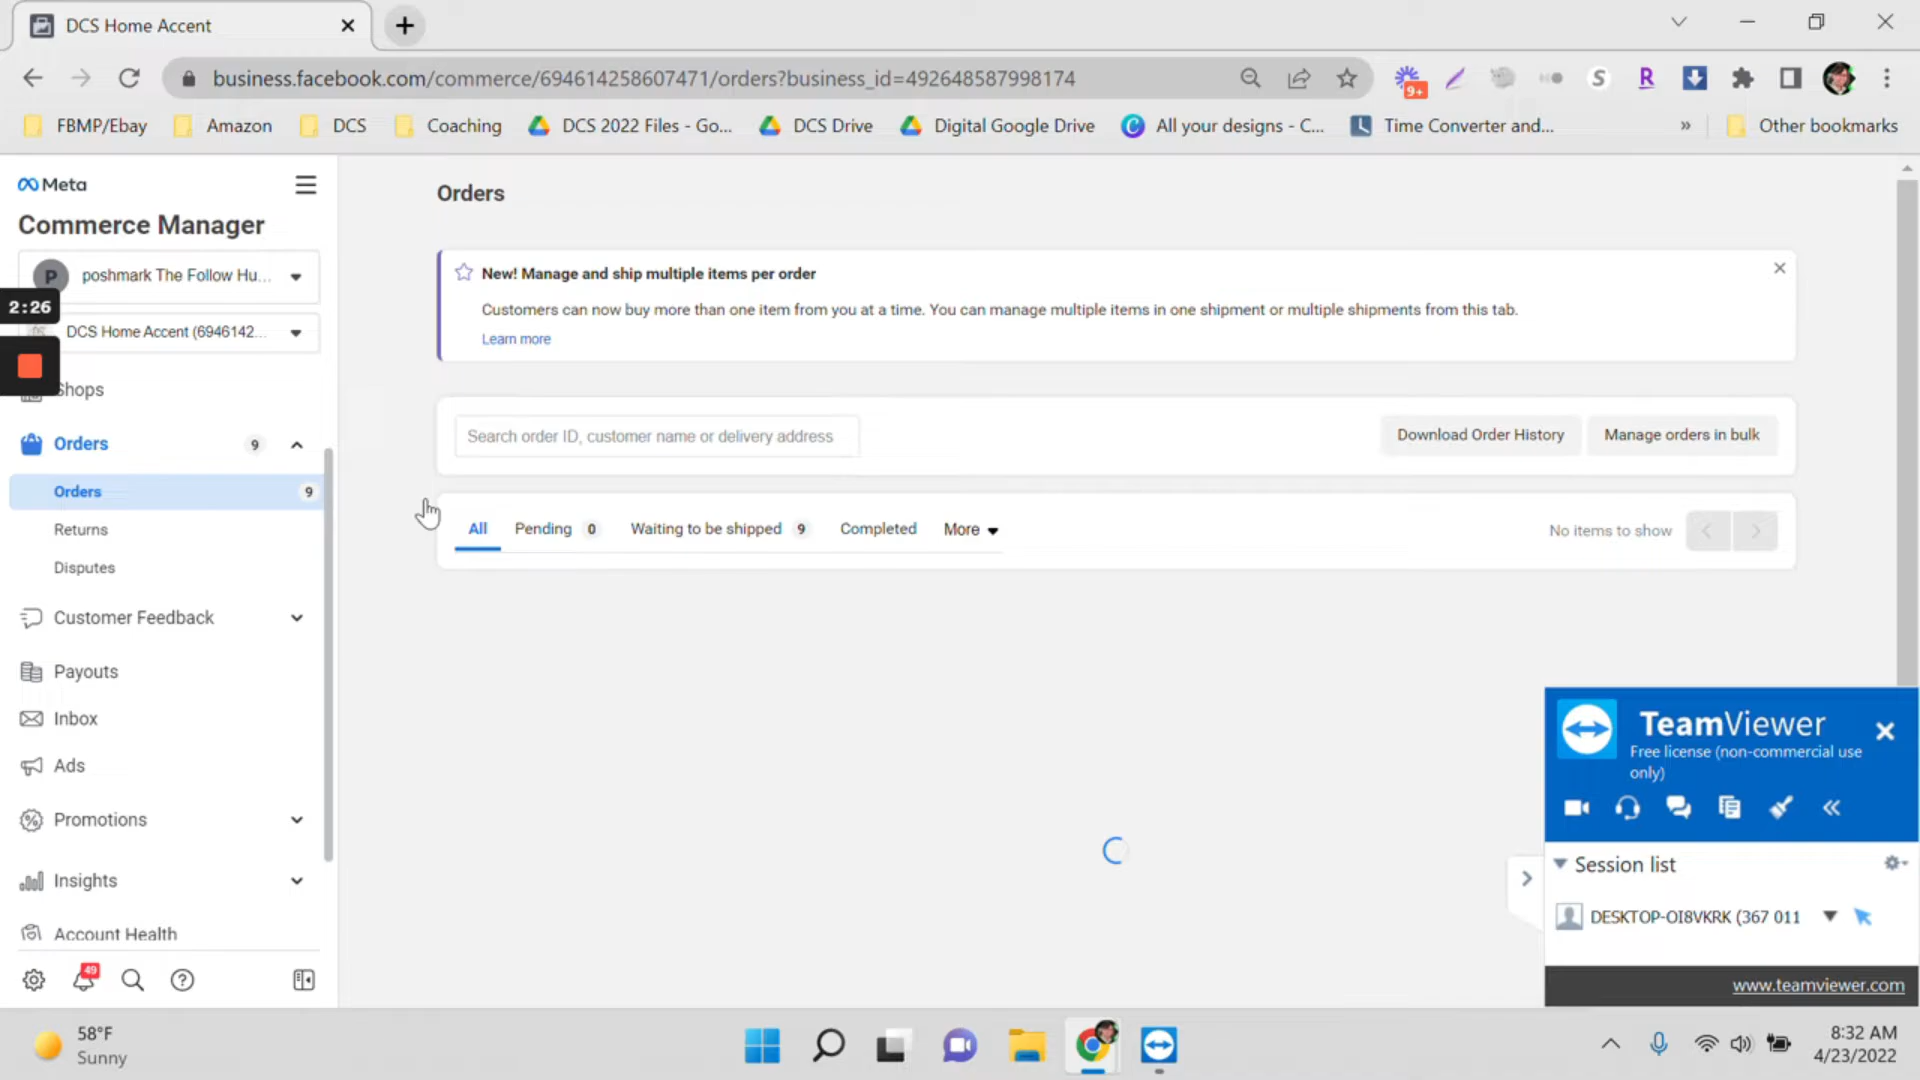 DCS Home Accent
business.facebook.com/commerce/694614258607471/orders?business_id=492648587998174
9+
S
R
FBMP/Ebay
Amazon
DCS
Coaching
DCS 2022 Files - Go...
DCS Drive
Digital Google Drive
All your designs - C...
Time Converter and...
»
Other bookmarks
Meta
Commerce Manager
P
poshmark The Follow Hu...
2:26
DCS Home Accent (6946142...
Shops
Orders
9
Orders
9
Returns
Disputes
Customer Feedback
Payouts
Inbox
Ads
Promotions
Insights
Account Health
49
Orders
New! Manage and ship multiple items per order
Customers can now buy more than one item from you at a time. You can manage multiple items in one shipment or multiple shipments from this tab.
Learn more
Search order ID, customer name or delivery address
Download Order History
Manage orders in bulk
All
Pending 0
Waiting to be shipped 9
Completed
More
No items to show
TeamViewer
Free license (non-commercial use
only)
Session list
DESKTOP-OI8VKRK (367 011
www.teamviewer.com
58°F
Sunny
8:32 AM
4/23/2022